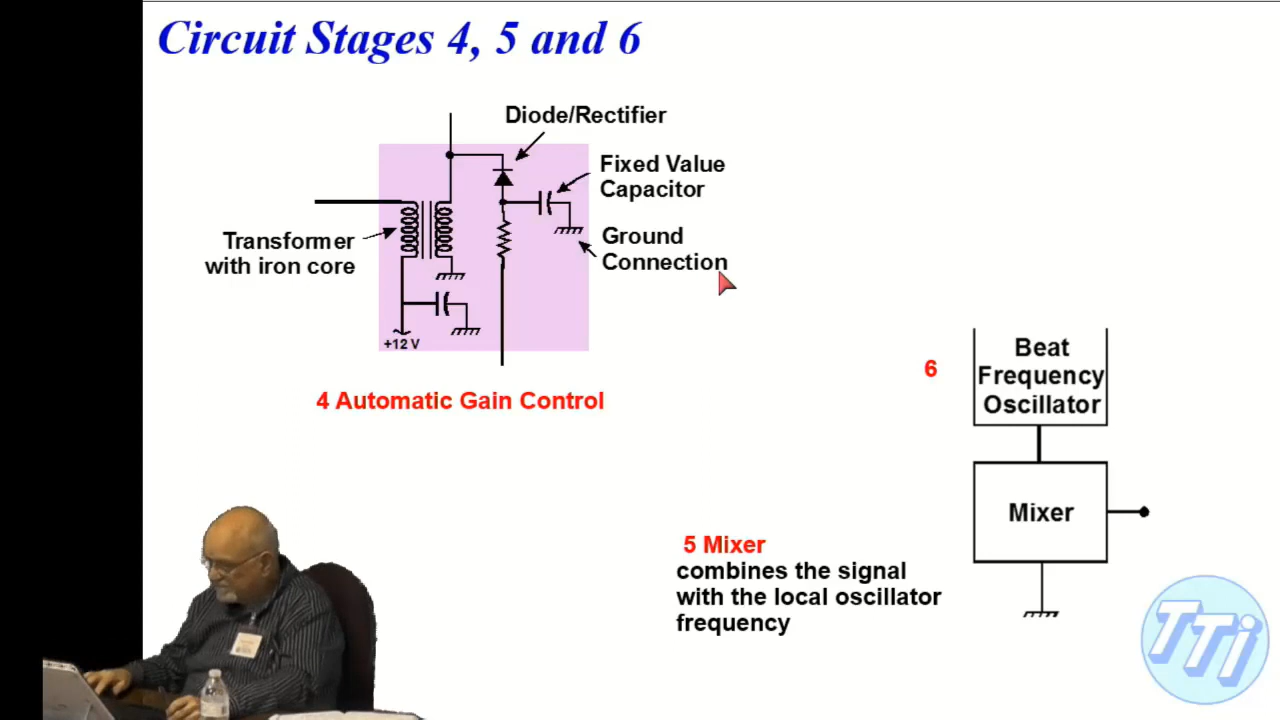 Circuit Stages 4, 5 and 6
Diode/Rectifier
Fixed Value
Capacitor
Ground
Connection
Transformer
with iron core
+12 V
4 Automatic Gain Control
6
Beat
Frequency
Oscillator
Mixer
5 Mixer
combines the signal
with the local oscillator
frequency
TTi